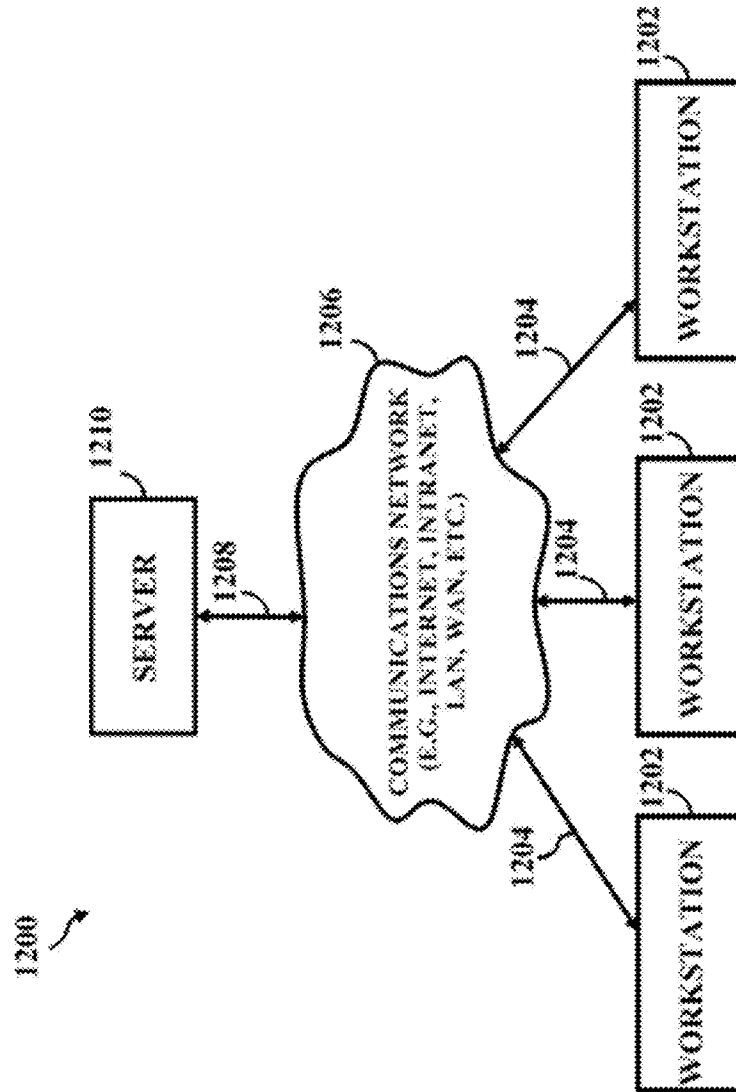 1200
SERVER
1210
1208
COMMUNICATIONS NETWORK
(E.G., INTERNET, INTRANET,
LAN, WAN, ETC.)
1206
1204
1204
1204
WORKSTATION
1202
WORKSTATION
1202
WORKSTATION
1202